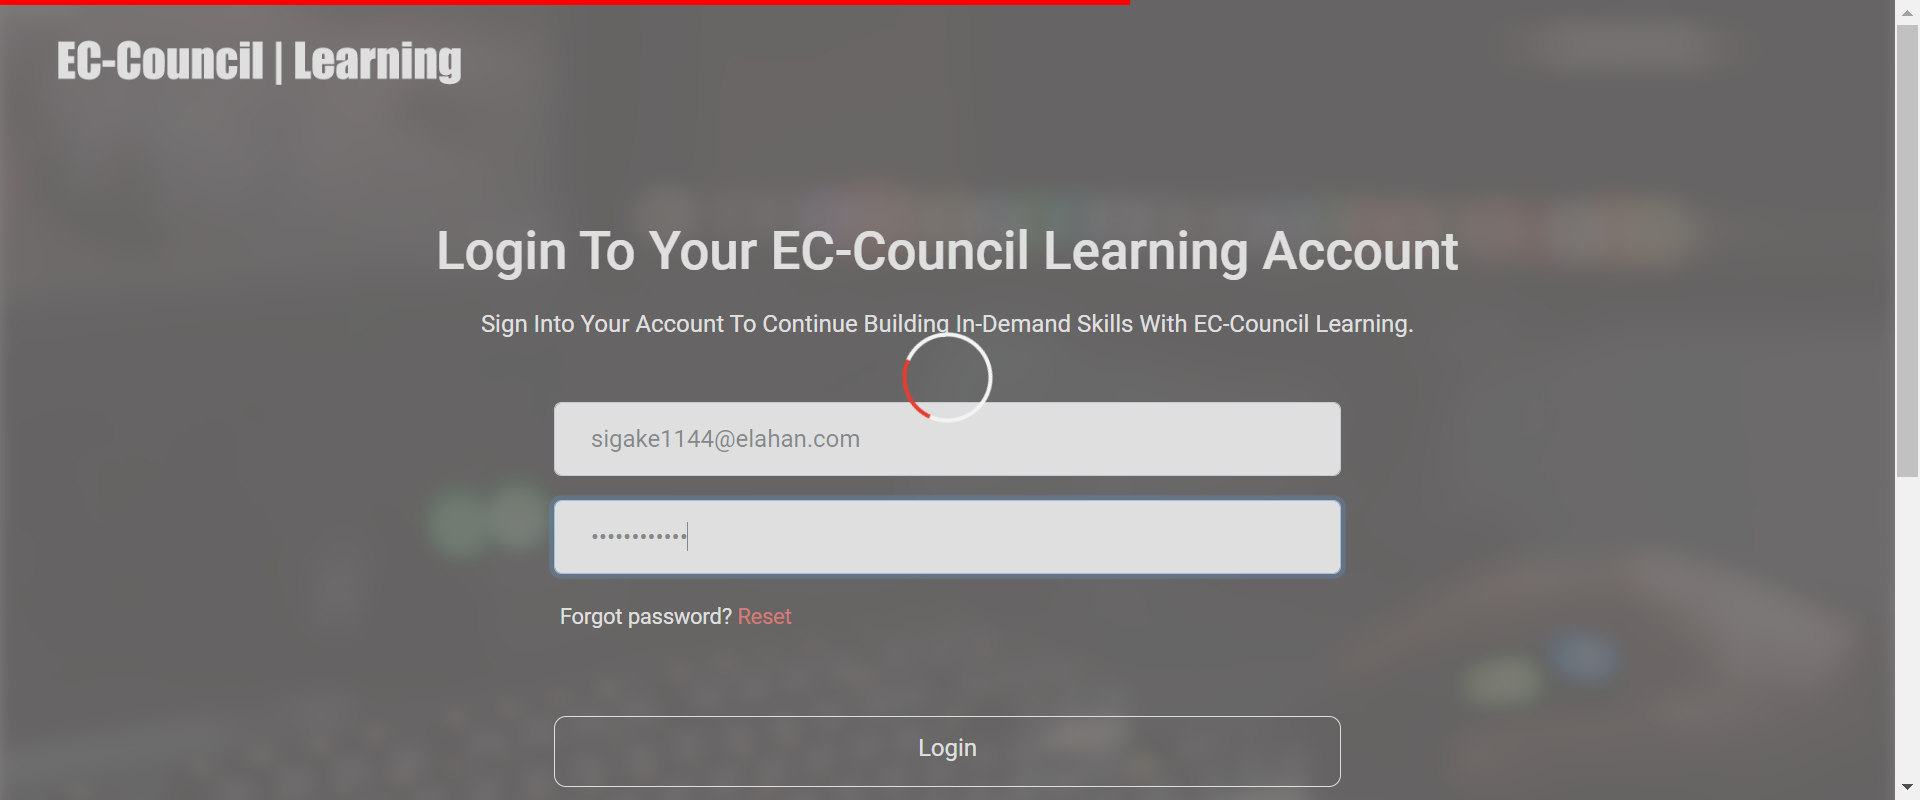 EC-Council | Learning
Login To Your EC-Council Learning Account
Sign Into Your Account To Continue Building In-Demand Skills With EC-Council Learning.
sigake1144@elahan.com
••••••••••••
Forgot password? Reset
Login